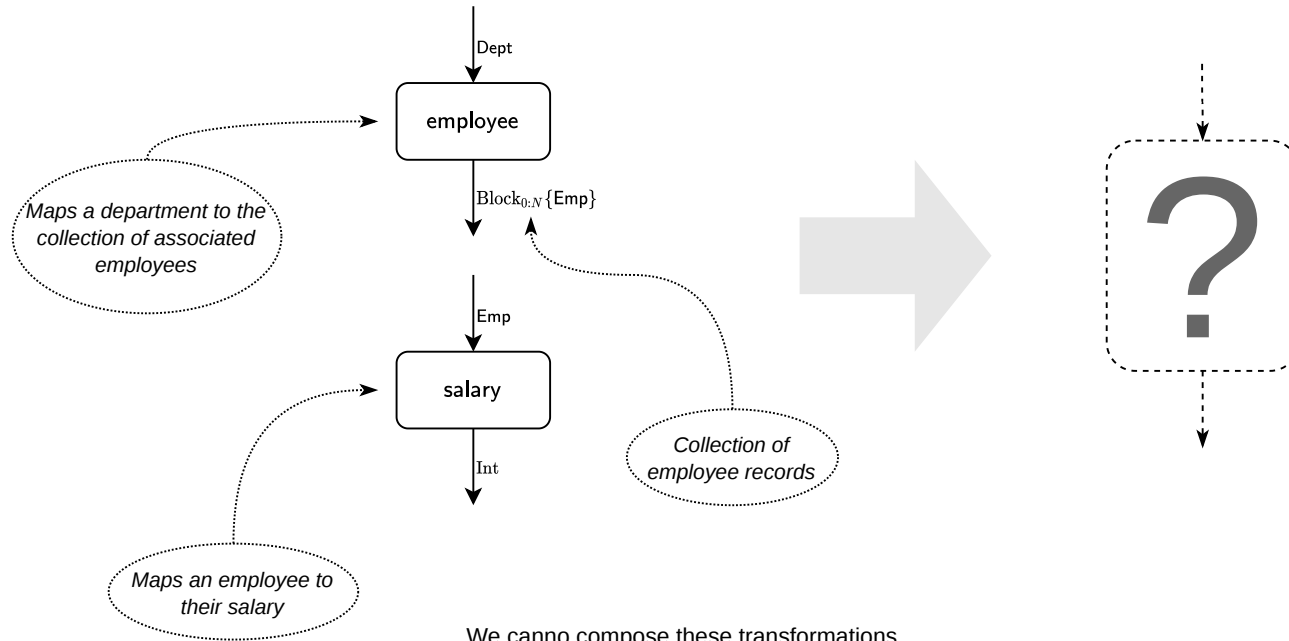 Dept
employee
Maps a department to the
collection of associated
employees
Block₀:N{Emp}
Emp
salary
Collection of
employee records
Int
Maps an employee to
their salary
?
We canno compose these transformations